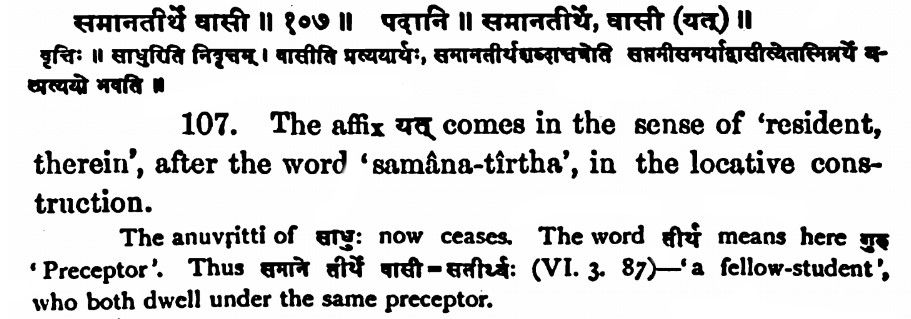 समानतीर्थे वासी ॥ १०७ ॥ पदानि ॥ समानतीर्थे, वासी (यत्) ॥
वृत्तिः ॥ साधुरिति निवृत्तम् । वासीति प्रत्ययार्थः, समानतीर्थशब्दात्तत्रेति सप्तमीसमर्थाद्वासीत्येतस्मिन्नर्थे य-
त्प्रत्ययो भवति ॥
107. The affix यत् comes in the sense of ‘resident,
therein’, after the word ‘samâna-tîrtha’, in the locative cons-
truction.
The anuvṛitti of साधुः now ceases. The word तीर्थ means here गुरु
‘Preceptor’. Thus समाने तीर्थे वासी = सतीर्थ्यः (VI. 3. 87)—‘a fellow-student’,
who both dwell under the same preceptor.